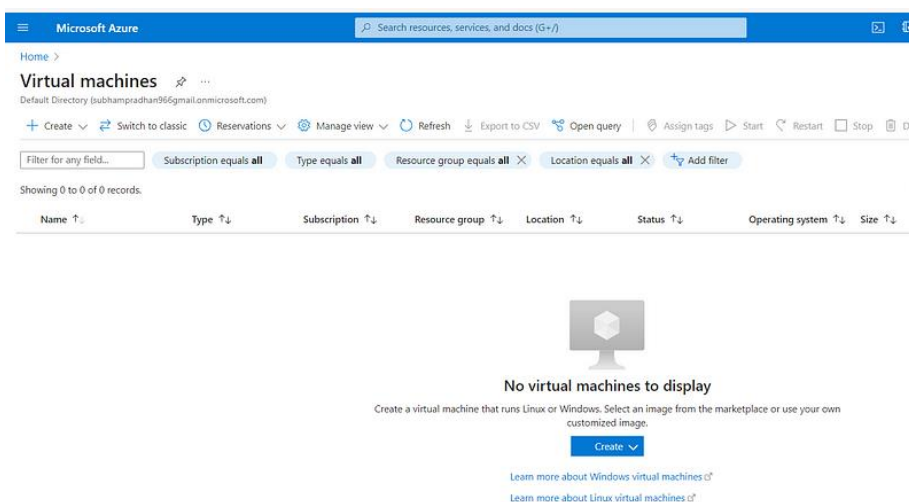 Microsoft Azure
Search resources, services, and docs (G+/)
Home >
Virtual machines ...
Default Directory (subhampradhan966gmail.onmicrosoft.com)
+ Create Switch to classic Reservations Manage view Refresh Export to CSV Open query Assign tags Start Restart Stop D
Filter for any field... Subscription equals all Type equals all Resource group equals all × Location equals all × Add filter
Showing 0 to 0 of 0 records.
Name ↑ Type ↑↓ Subscription ↑↓ Resource group ↑↓ Location ↑↓ Status ↑↓ Operating system ↑↓ Size ↑↓
No virtual machines to display
Create a virtual machine that runs Linux or Windows. Select an image from the marketplace or use your own
customized image.
Create
Learn more about Windows virtual machines
Learn more about Linux virtual machines